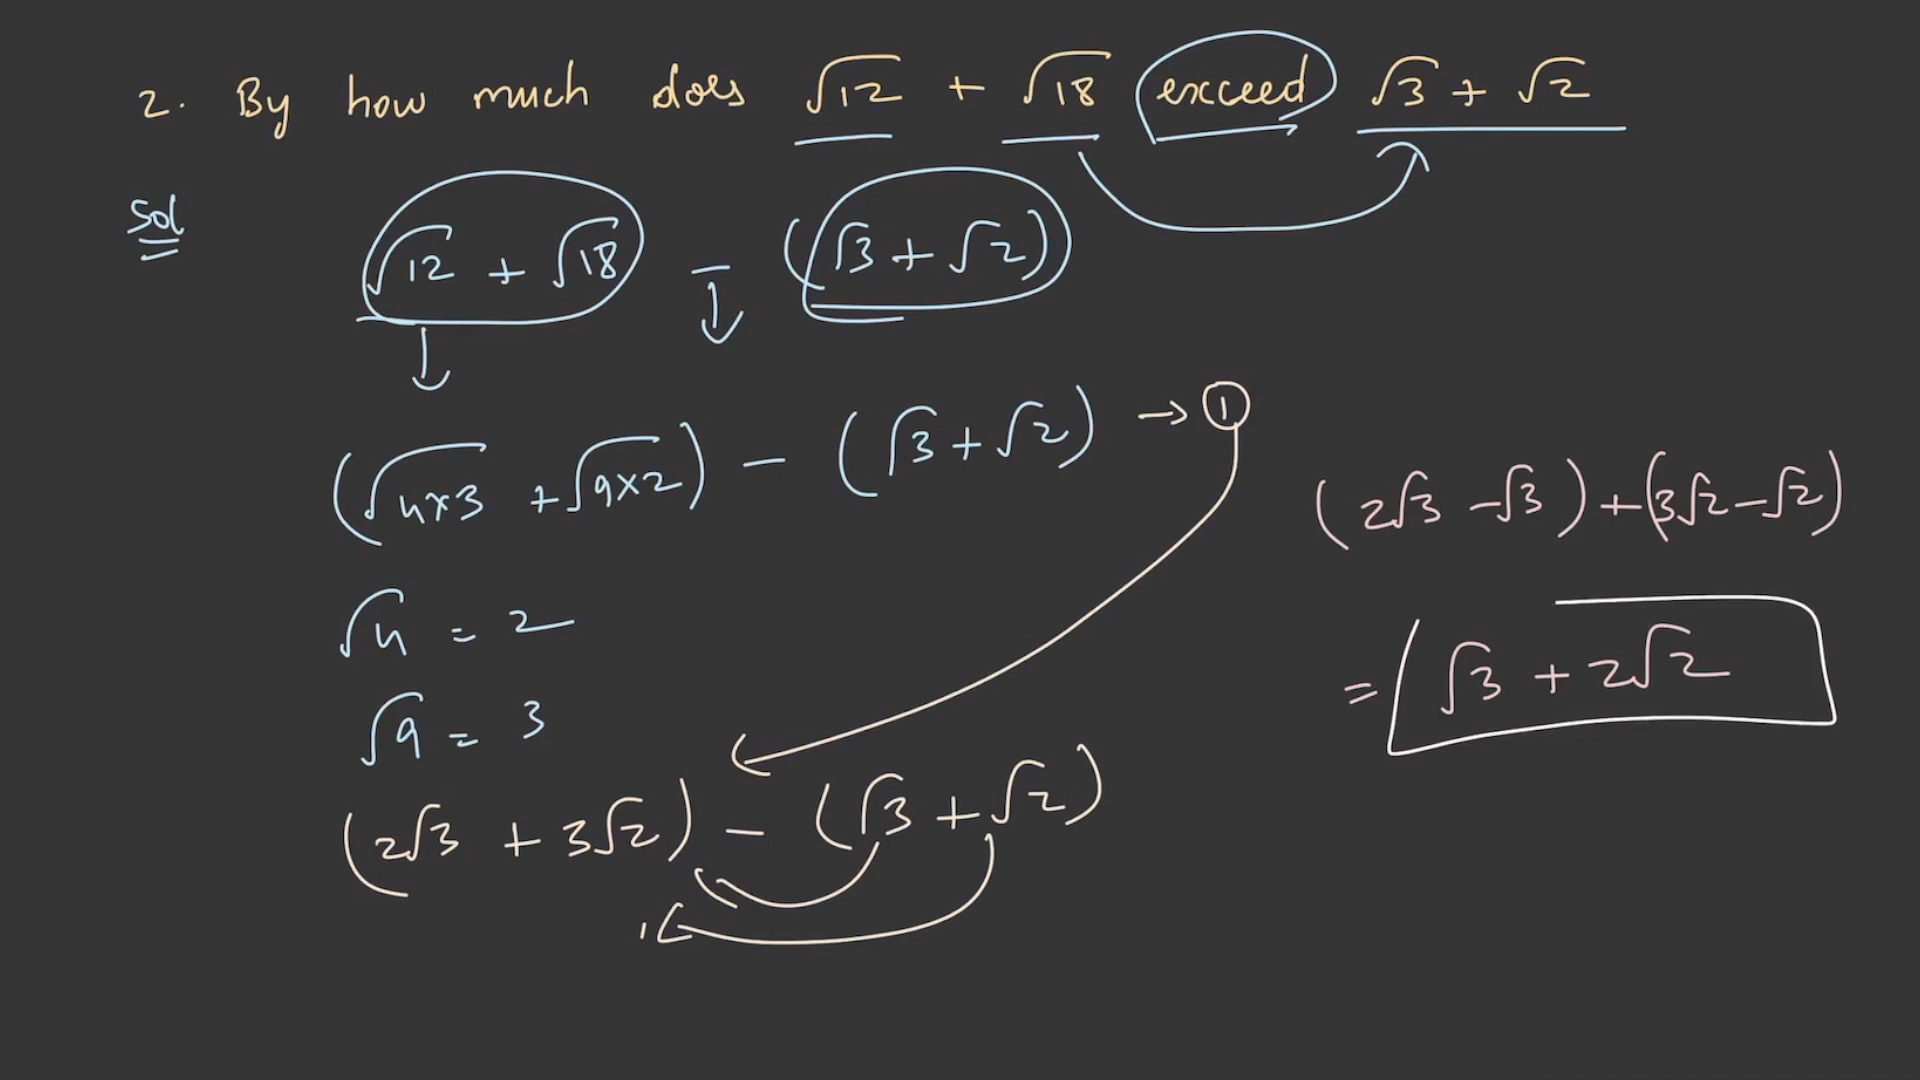 2. By how much does √12 + √18 exceed √3 + √2
Sol
√12 + √18 − (√3 + √2)
(√4×3 + √9×2) − (√3 + √2) → ①
√4 = 2
√9 = 3
(2√3 + 3√2) − (√3 + √2)
(2√3 − √3) + (3√2 − √2)
= √3 + 2√2